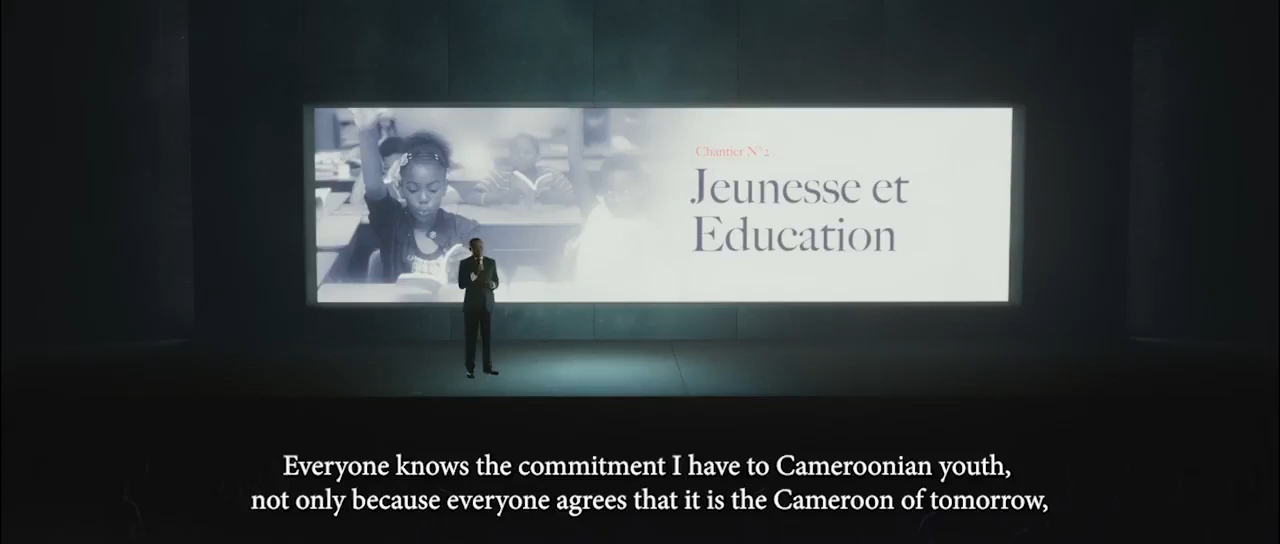 Chantier N° 2
Jeunesse et
Education
Everyone knows the commitment I have to Cameroonian youth,
not only because everyone agrees that it is the Cameroon of tomorrow,